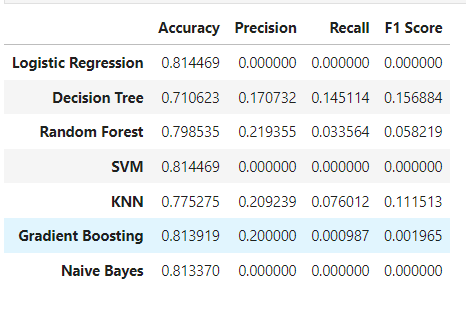 Accuracy Precision Recall F1 Score
Logistic Regression 0.814469 0.000000 0.000000 0.000000
Decision Tree 0.710623 0.170732 0.145114 0.156884
Random Forest 0.798535 0.219355 0.033564 0.058219
SVM 0.814469 0.000000 0.000000 0.000000
KNN 0.775275 0.209239 0.076012 0.111513
Gradient Boosting 0.813919 0.200000 0.000987 0.001965
Naive Bayes 0.813370 0.000000 0.000000 0.000000